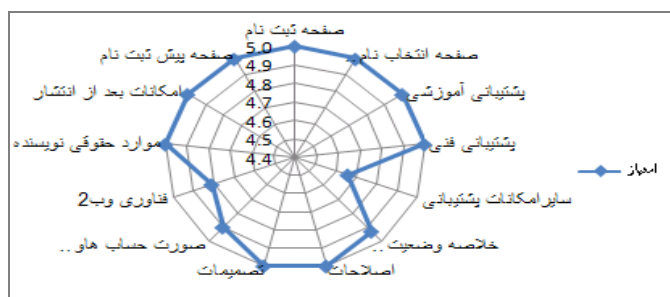 صفحه ثبت نام
صفحه انتخاب نام..
پشتیبانی آموزشی
پشتیبانی فنی
سایرامکانات پشتیبانی
خلاصه وضعیت..
اصلاحات
تصمیمات
صورت حساب هاو..
فناوری وب2
موارد حقوقی نویسنده
امکانات بعد از انتشار
صفحه پیش ثبت نام
5.0
4.9
4.8
4.7
4.6
4.5
4.4
امتیاز